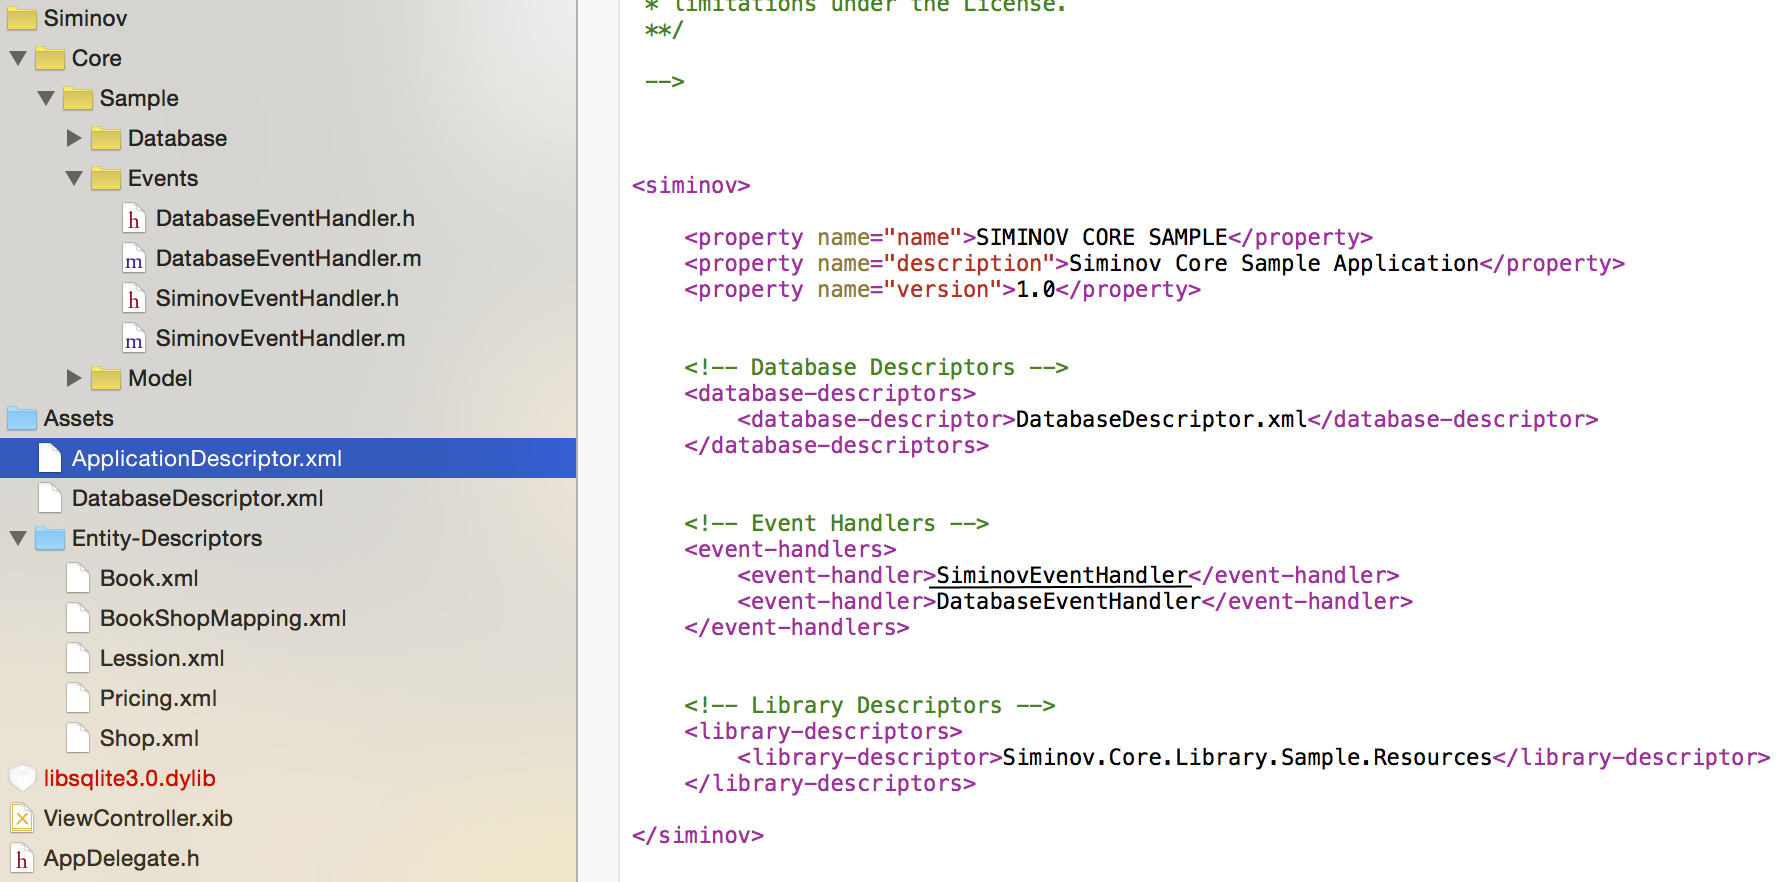 Siminov
Core
Sample
Database
Events
h DatabaseEventHandler.h
m DatabaseEventHandler.m
h SiminovEventHandler.h
m SiminovEventHandler.m
Model
Assets
ApplicationDescriptor.xml
DatabaseDescriptor.xml
Entity-Descriptors
Book.xml
BookShopMapping.xml
Lession.xml
Pricing.xml
Shop.xml
libsqlite3.0.dylib
ViewController.xib
h AppDelegate.h
* limitations under the License.
**/
-->
<siminov>
<property name="name">SIMINOV CORE SAMPLE</property>
<property name="description">Siminov Core Sample Application</property>
<property name="version">1.0</property>
<!-- Database Descriptors -->
<database-descriptors>
<database-descriptor>DatabaseDescriptor.xml</database-descriptor>
</database-descriptors>
<!-- Event Handlers -->
<event-handlers>
<event-handler>SiminovEventHandler</event-handler>
<event-handler>DatabaseEventHandler</event-handler>
</event-handlers>
<!-- Library Descriptors -->
<library-descriptors>
<library-descriptor>Siminov.Core.Library.Sample.Resources</library-descriptor>
</library-descriptors>
</siminov>